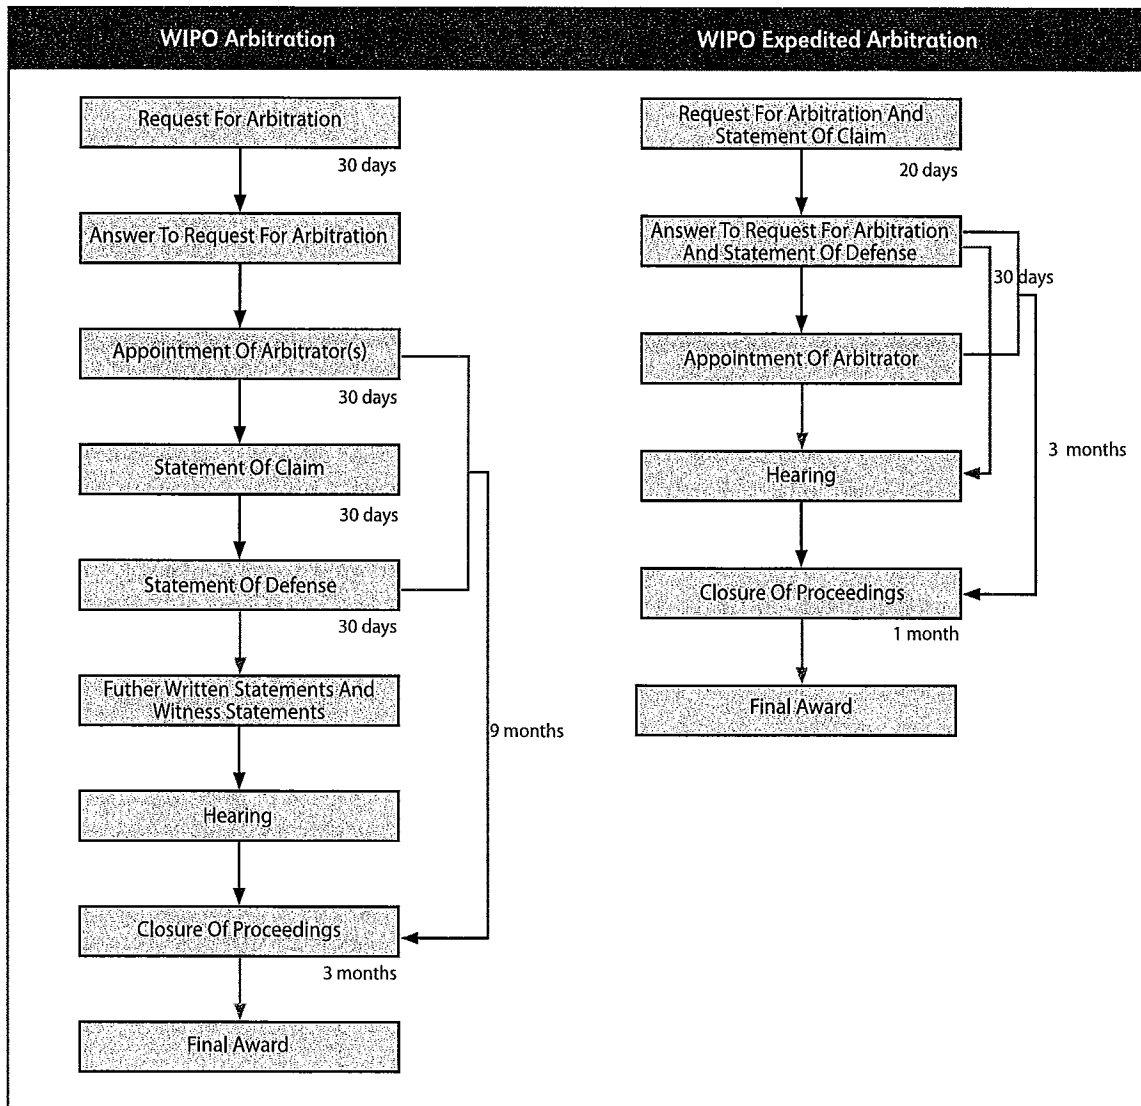 WIPO Arbitration
Request For Arbitration
30 days
Answer To Request For Arbitration
Appointment Of Arbitrator(s)
30 days
Statement Of Claim
30 days
Statement Of Defense
30 days
Futher Written Statements And
Witness Statements
9 months
Hearing
Closure Of Proceedings
3 months
Final Award
WIPO Expedited Arbitration
Request For Arbitration And
Statement Of Claim
20 days
Answer To Request For Arbitration
And Statement Of Defense
30 days
Appointment Of Arbitrator
3 months
Hearing
Closure Of Proceedings
1 month
Final Award